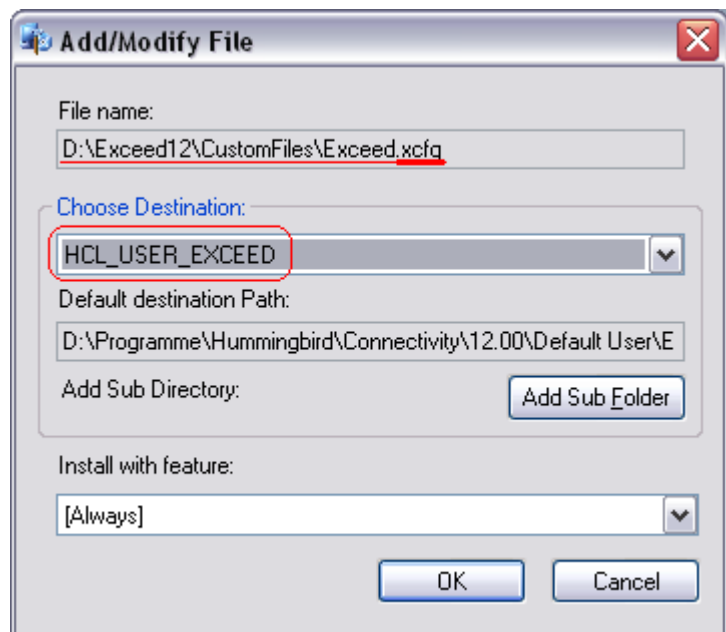 Add/Modify File
File name:
D:\Exceed12\CustomFiles\Exceed.xcfg
Choose Destination:
HCL_USER_EXCEED
Default destination Path:
D:\Programme\Hummingbird\Connectivity\12.00\Default User\E
Add Sub Directory:
Add Sub Folder
Install with feature:
[Always]
OK
Cancel